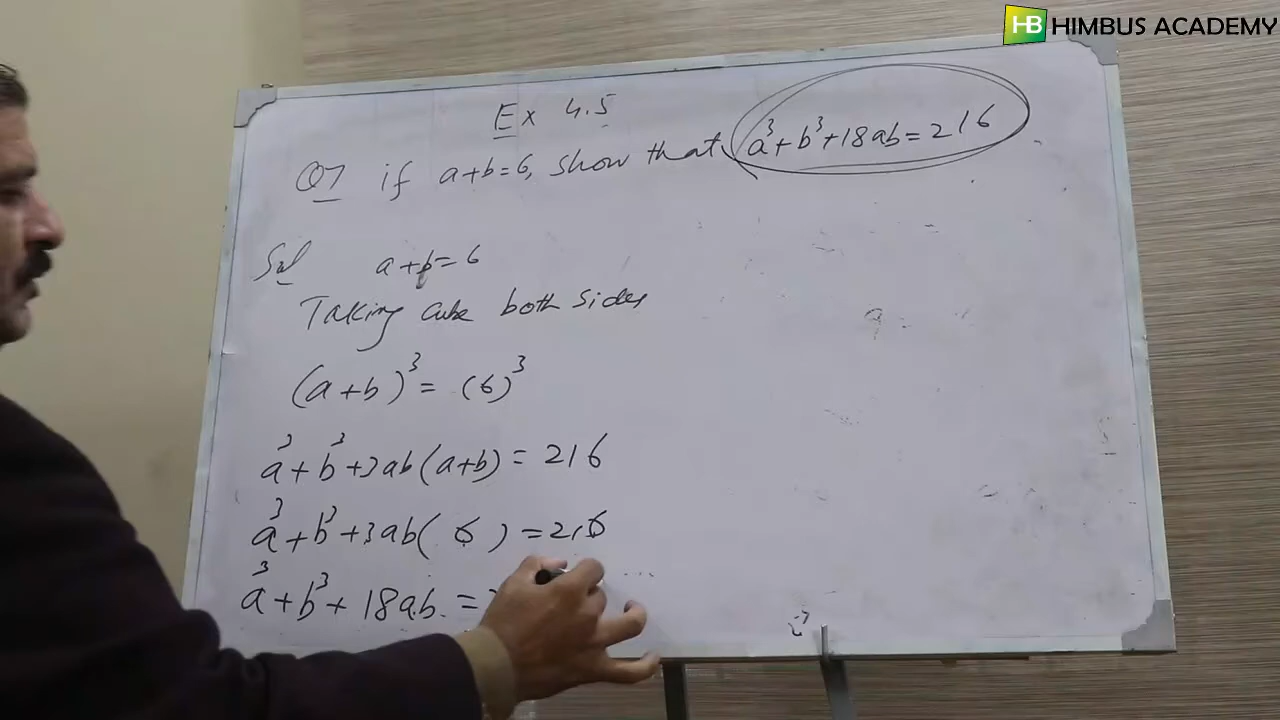 HB HIMBUS ACADEMY
Ex 4.5
Q7 if a+b=6, show that a³+b³+18ab=216
Sol a+b=6
Taking cube both sides
(a+b)³=(6)³
a³+b³+3ab(a+b)=216
a³+b³+3ab(6)=216
a³+b³+18ab=